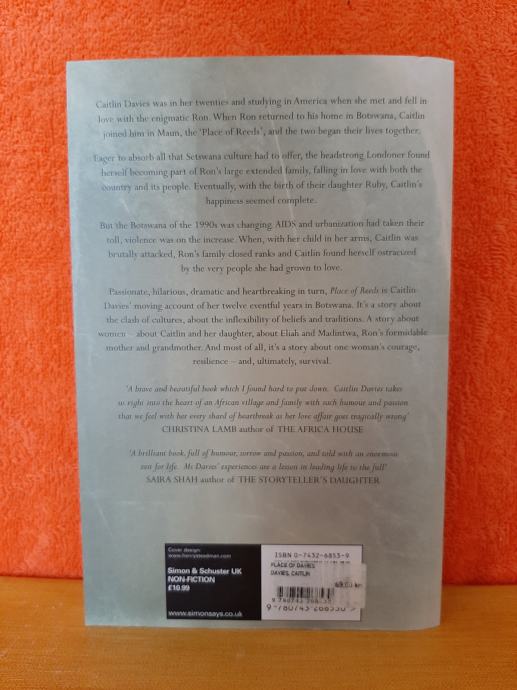 Caitlin Davies was in her twenties and studying in America when she met and fell in
love with the enigmatic Ron. When Ron returned to his home in Botswana, Caitlin
joined him in Maun, the 'Place of Reeds', and the two began their lives together.
Eager to absorb all that Setswana culture had to offer, the headstrong Londoner found
herself becoming part of Ron's large extended family, falling in love with both the
country and its people. Eventually, with the birth of their daughter Ruby, Caitlin's
happiness seemed complete.
But the Botswana of the 1990s was changing. AIDS and urbanization had taken their
toll, violence was on the increase. When, with her child in her arms, Caitlin was
brutally attacked, Ron's family closed ranks and Caitlin found herself ostracized
by the very people she had grown to love.
Passionate, hilarious, dramatic and heartbreaking in turn, Place of Reeds is Caitlin
Davies' moving account of her twelve eventful years in Botswana. It's a story about
the clash of cultures, about the inflexibility of beliefs and traditions. A story about
women – about Caitlin and her daughter, about Eliah and Madintwa, Ron's formidable
mother and grandmother. And most of all, it's a story about one woman's courage,
resilience – and, ultimately, survival.
'A brave and beautiful book which I found hard to put down. Caitlin Davies takes
us right into the heart of an African village and family with such humour and passion
that we feel with her every shard of heartbreak as her love affair goes tragically wrong'
CHRISTINA LAMB author of THE AFRICA HOUSE
'A brilliant book, full of humour, sorrow and passion, and told with an enormous
zest for life. Ms Davies' experiences are a lesson in leading life to the full'
SAIRA SHAH author of THE STORYTELLER'S DAUGHTER
Cover design:
www.henrysteadman.com
Simon & Schuster UK
NON-FICTION
£10.99
www.simonsays.co.uk
ISBN 0-7432-6853-9
PLACE OF DAVIES
DAVIES, CAITLIN